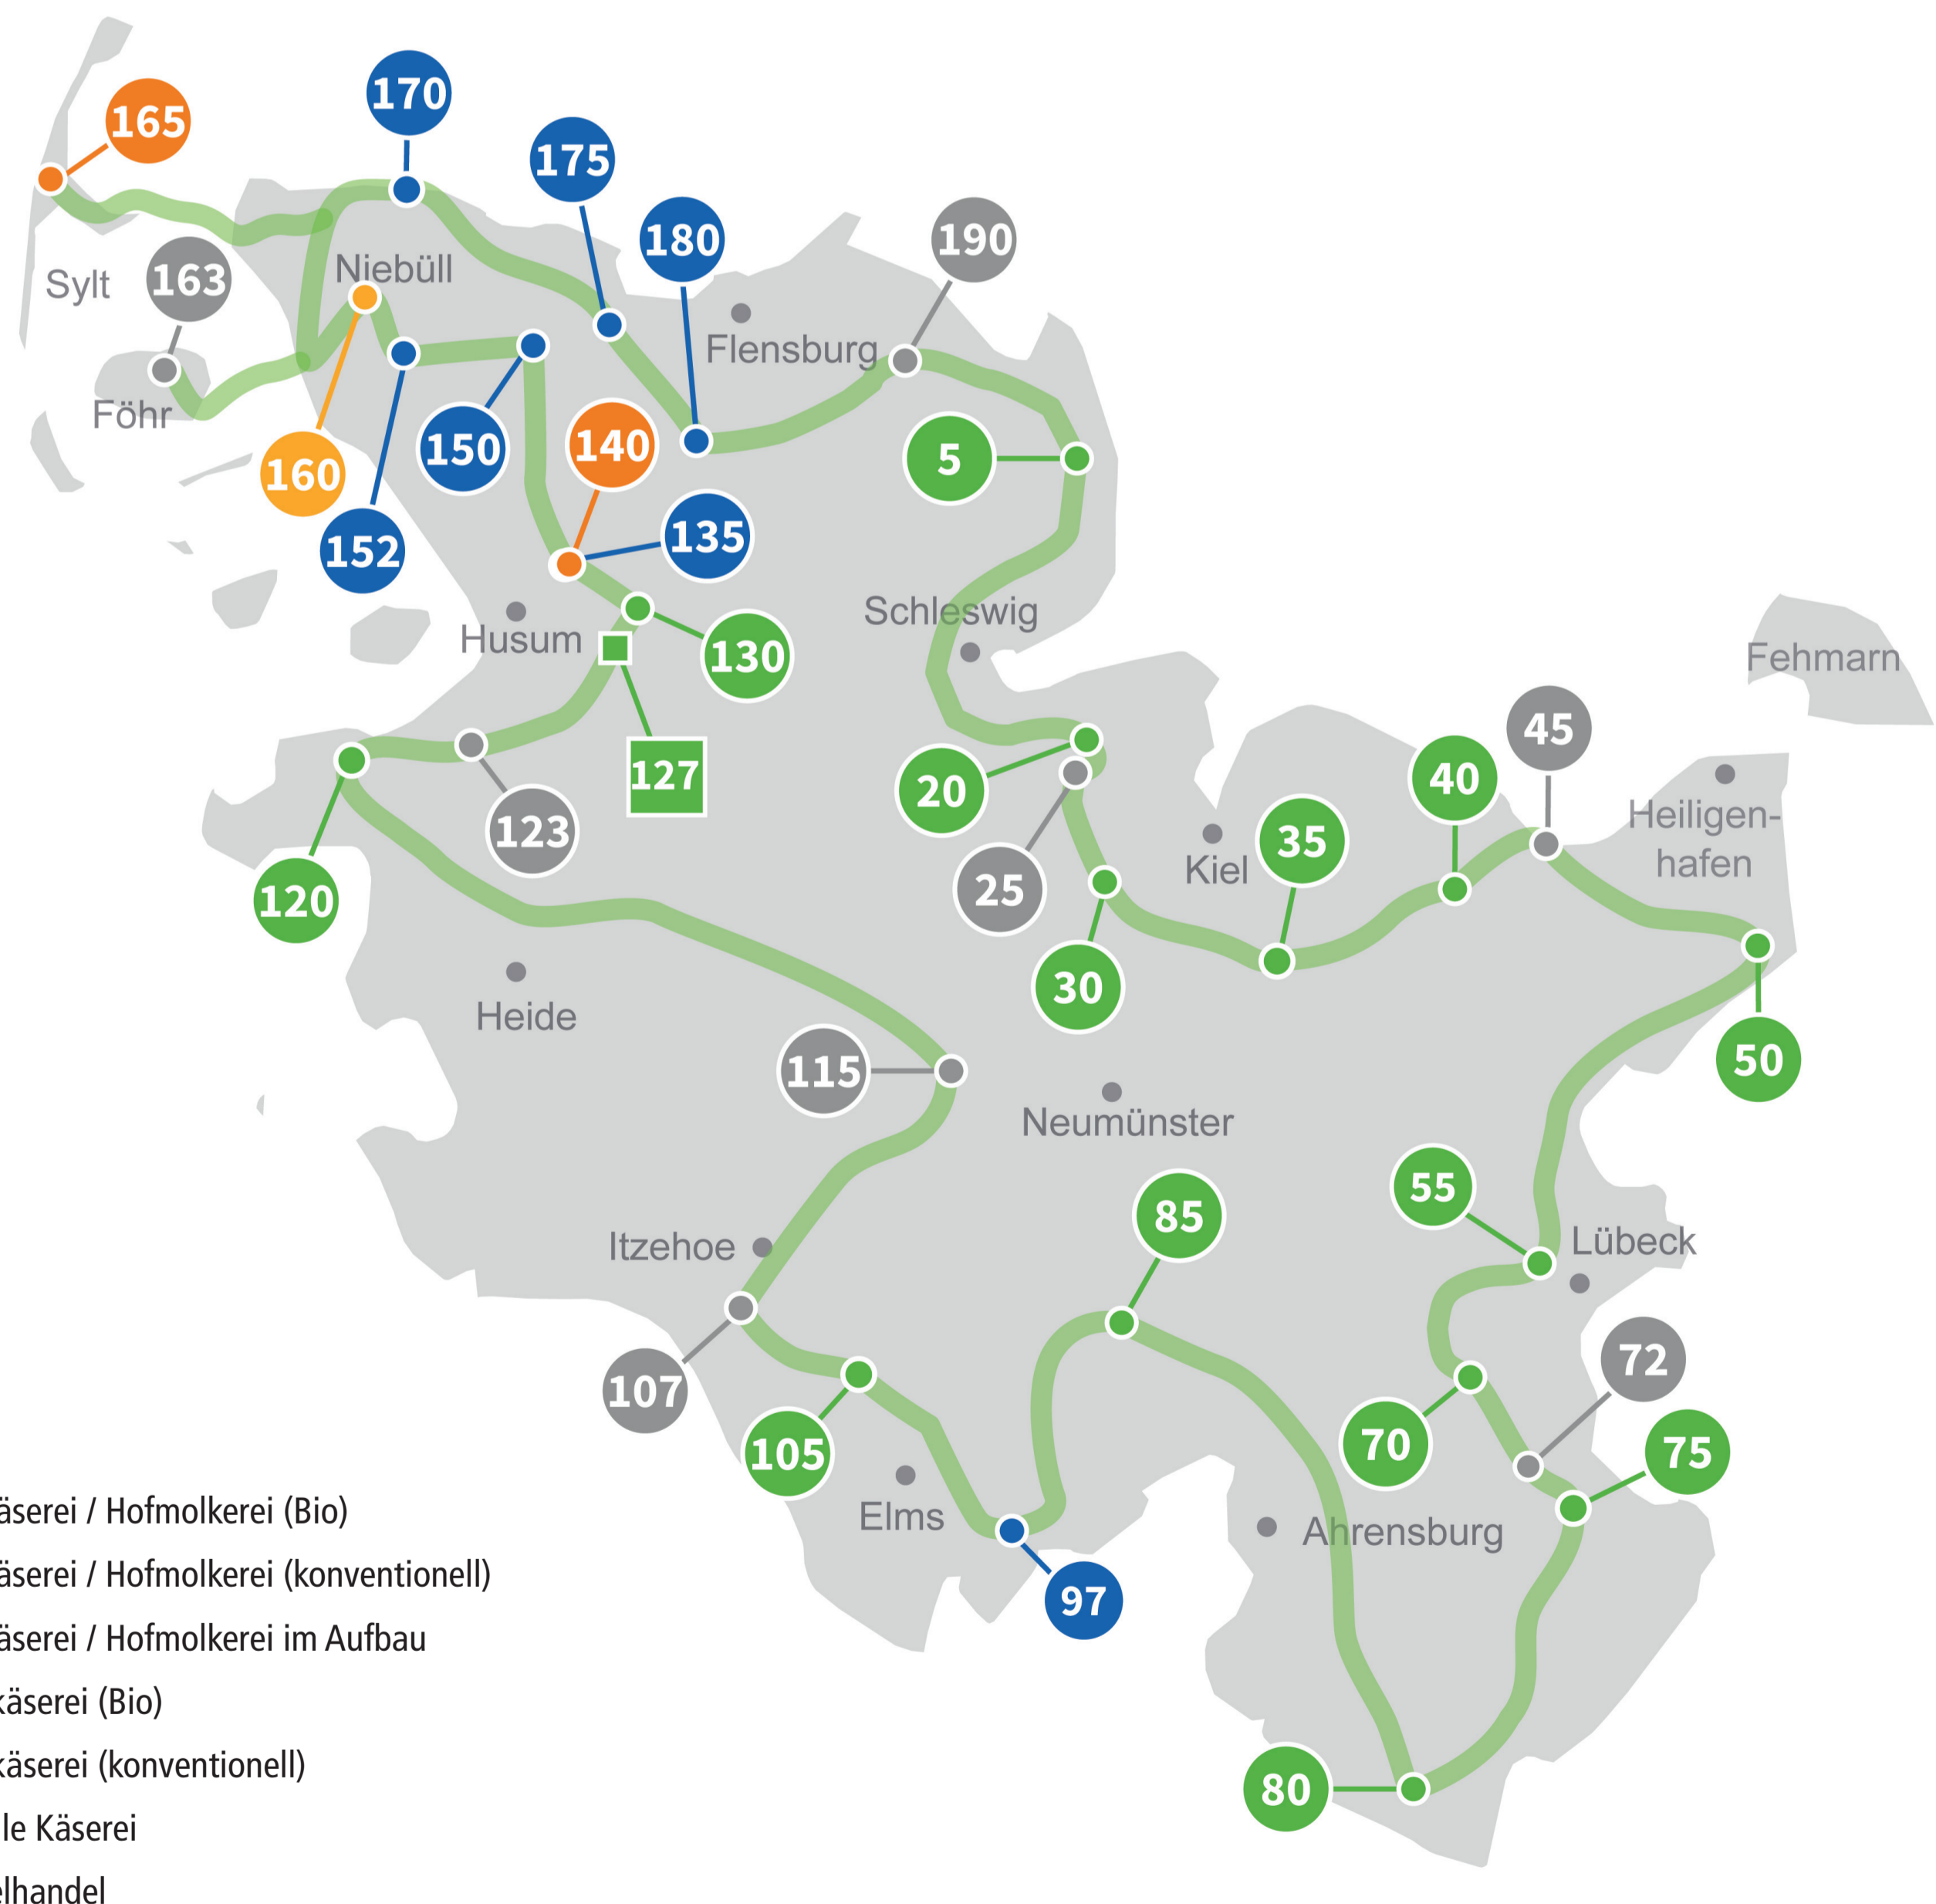 170
165
175
180
190
Niebüll
Sylt
163
Flensburg
Föhr
140
150
5
160
135
152
Schleswig
Husum
130
Fehmarn
45
127
40
20
Heiligen-
hafen
123
35
Kiel
25
120
30
Heide
50
115
Neumünster
55
85
Itzehoe
Lübeck
72
107
70
75
105
äserei / Hofmolkerei (Bio)
Elms
Ahrensburg
äserei / Hofmolkerei (konventionell)
97
äserei / Hofmolkerei im Aufbau
käserei (Bio)
käserei (konventionell)
80
le Käserei
elhandel